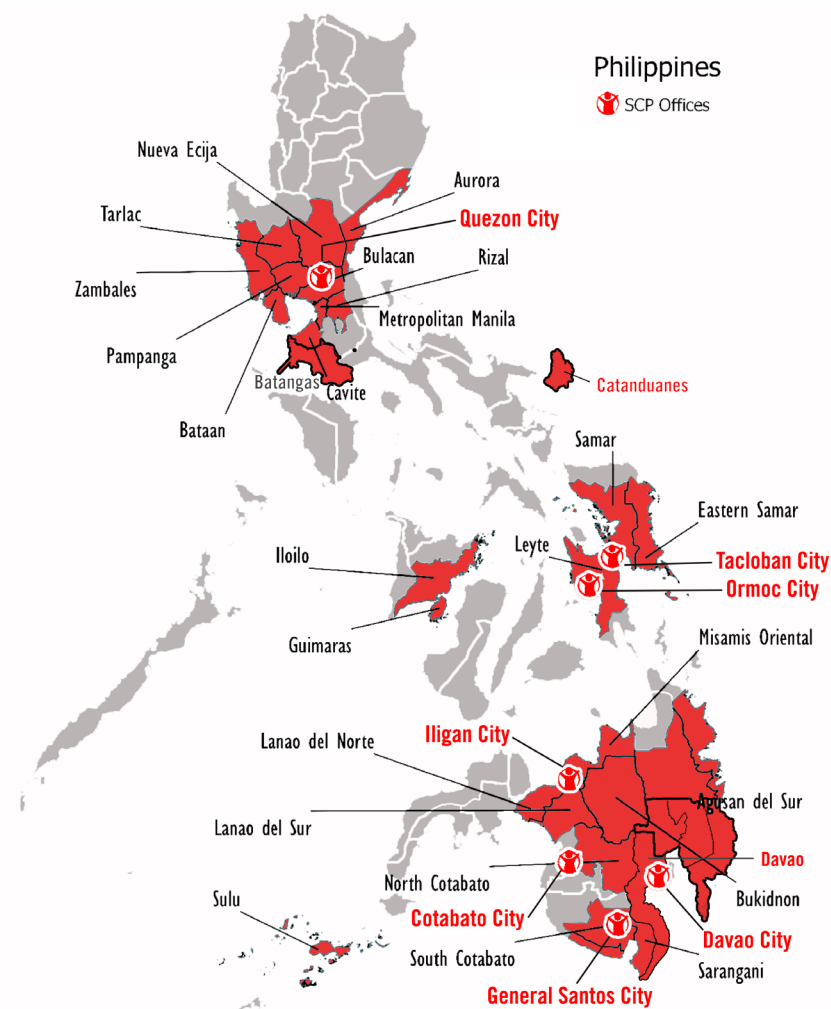 Philippines
SCP Offices
Nueva Ecija
Aurora
Tarlac
Quezon City
Bulacan
Rizal
Zambales
Metropolitan Manila
Pampanga
Batangas
Cavite
Catanduanes
Bataan
Samar
Eastern Samar
Leyte
Iloilo
Tacloban City
Ormoc City
Guimaras
Misamis Oriental
Iligan City
Lanao del Norte
Agusan del Sur
Lanao del Sur
Davao
North Cotabato
Bukidnon
Sulu
Cotabato City
Davao City
South Cotabato
Sarangani
General Santos City